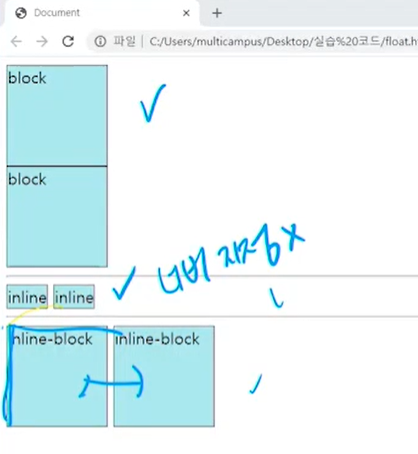 Document
파일 | C:/Users/multicampus/Desktop/실습%20코드/float.h
block
block
너비 지정 X
inline inline
inline-block inline-block